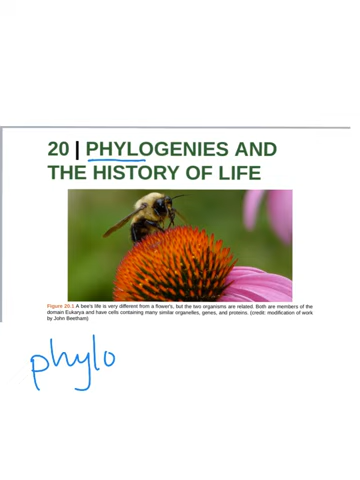 20 | PHYLOGENIES AND
THE HISTORY OF LIFE
Figure 20.1 A bee's life is very different from a flower's, but the two organisms are related. Both are members of the
domain Eukarya and have cells containing many similar organelles, genes, and proteins. (credit: modification of work
by John Beetham)
phylo